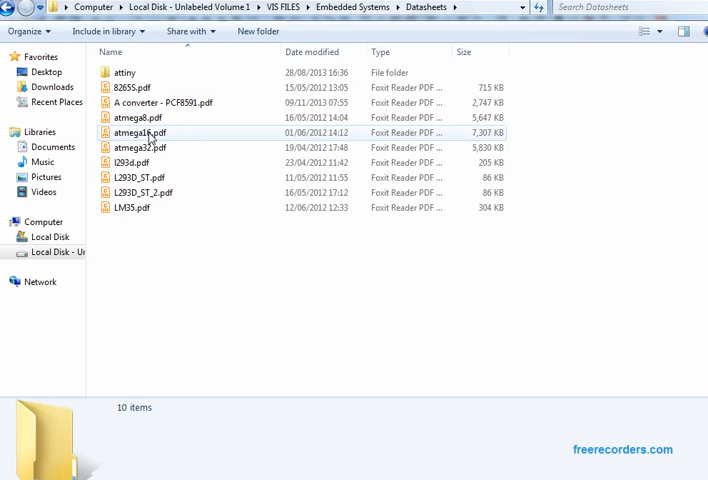 Computer ▸ Local Disk - Unlabeled Volume 1 ▸ VIS FILES ▸ Embedded Systems ▸ Datasheets ▸ Search Datasheets
Organize ▾ Include in library ▾ Share with ▾ New folder
Favorites
Desktop
Downloads
Recent Places
Libraries
Documents
Music
Pictures
Videos
Computer
Local Disk
Local Disk - Un
Network
Name Date modified Type Size
attiny 28/08/2013 16:36 File folder
8265S.pdf 15/05/2012 13:05 Foxit Reader PDF ... 715 KB
A converter - PCF8591.pdf 09/11/2013 07:55 Foxit Reader PDF ... 2,747 KB
atmega8.pdf 16/05/2012 14:04 Foxit Reader PDF ... 5,647 KB
atmega16.pdf 01/06/2012 14:12 Foxit Reader PDF ... 7,307 KB
atmega32.pdf 19/04/2012 17:48 Foxit Reader PDF ... 5,830 KB
l293d.pdf 23/04/2012 11:42 Foxit Reader PDF ... 205 KB
L293D_ST.pdf 11/05/2012 11:55 Foxit Reader PDF ... 86 KB
L293D_ST_2.pdf 16/05/2012 17:12 Foxit Reader PDF ... 86 KB
LM35.pdf 12/06/2012 12:33 Foxit Reader PDF ... 304 KB
10 items
freerecorders.com